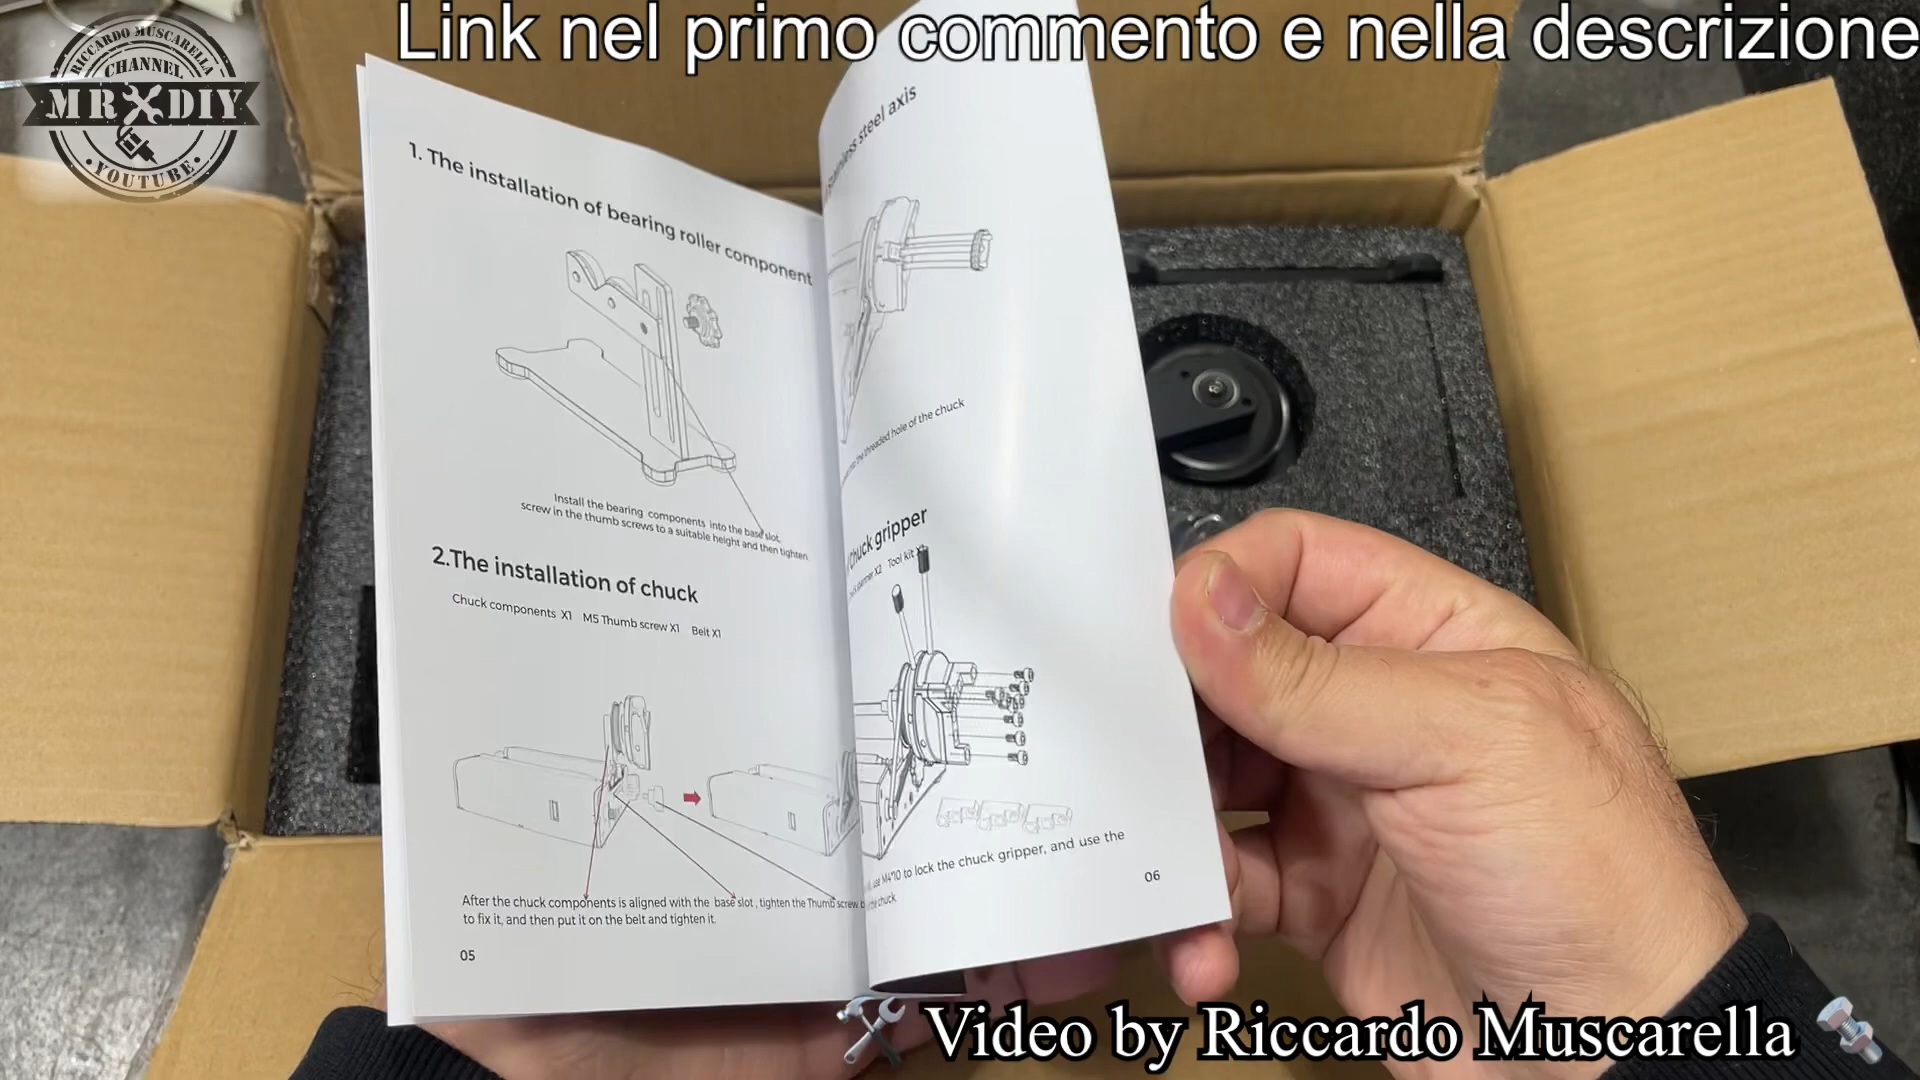 Link nel primo commento e nella descrizione
RICCARDO MUSCARELLA
CHANNEL
MR DIY
YOUTUBE
1. The installation of bearing roller component
Install the bearing components into the base slot,
screw in the thumb screws to a suitable height and then tighten
2.The installation of chuck
Chuck components X1 M5 Thumb screw X1 Belt X1
After the chuck components is aligned with the base slot , tighten the Thumb screw
to fix it, and then put it on the belt and tighten it.
05
steel axis
the threaded hole of the chuck
Chuck gripper
X2 Tool kit
use M4*10 to lock the chuck gripper, and use the
the chuck
06
Video by Riccardo Muscarella